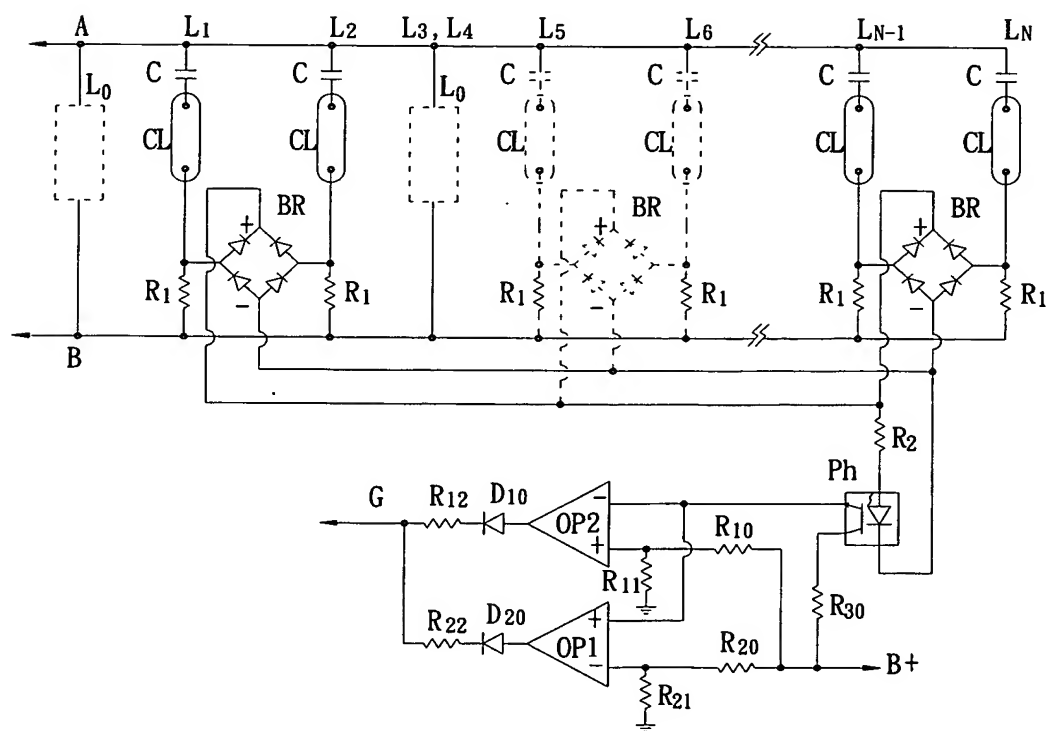 A L1 L2 L3, L4 L5 L6 LN-1 LN
C C C C C C
L0 L0
CL CL CL CL CL CL
BR BR BR
+ + +
R1 R1 R1 R1 R1 R1
- - -
B
R2
Ph
G R12 D10 OP2 - +
R10
R11
R30
R22 D20 OP1 + -
R20
B+
R21